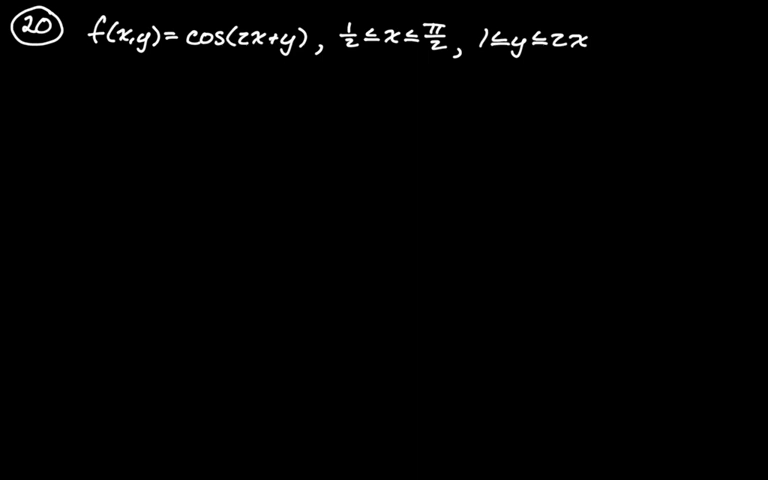 20 f(x,y)= cos(2x+y), 1/2 ≤ x ≤ π/2, 1≤y≤2x